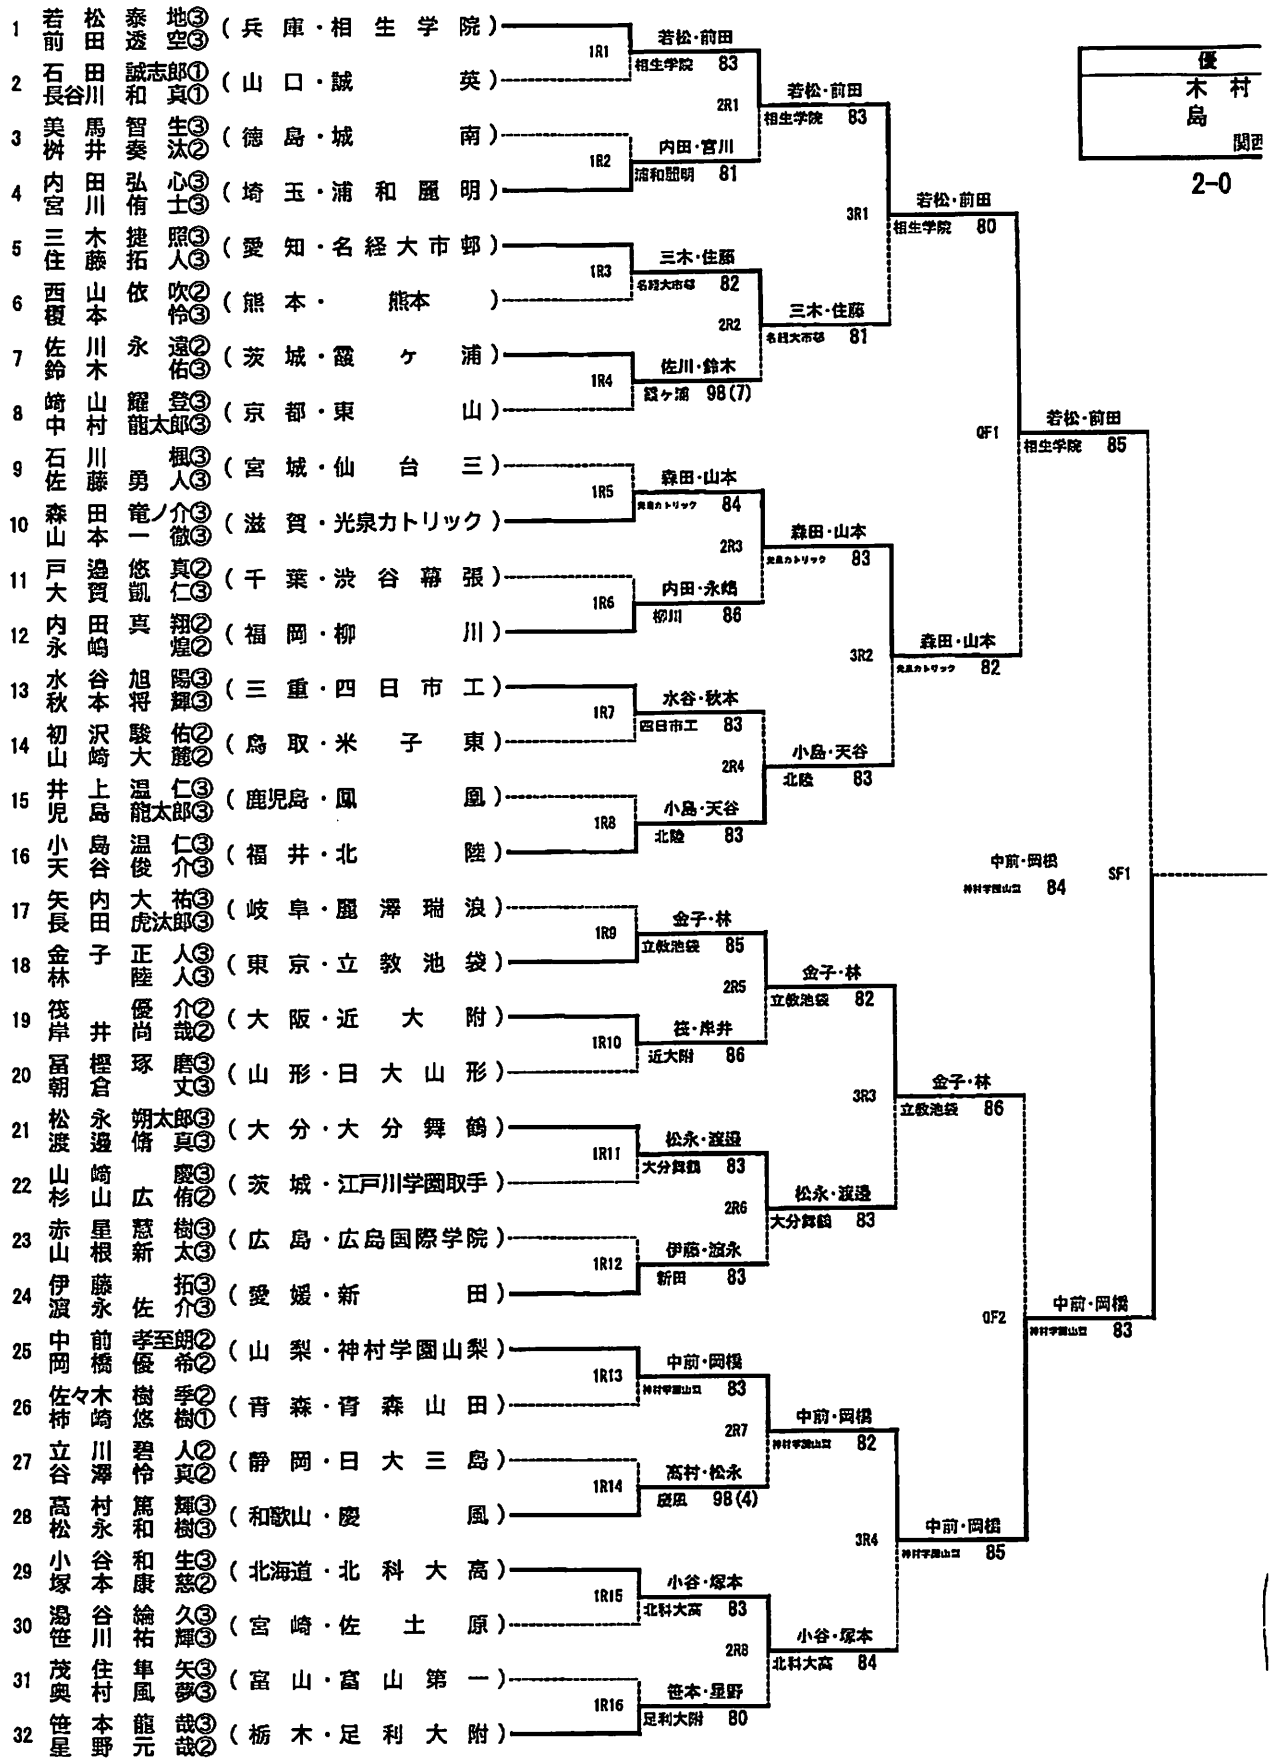 1 若松泰地③ 前田透空③ (兵庫・相生学院)
2 石田誠志郎① 長谷川和真① (山口・誠英)
3 美馬智生③ 桝井奏汰② (徳島・城南)
4 内田弘心③ 宮川侑士③ (埼玉・浦和麗明)
5 三木捷照③ 住藤拓人③ (愛知・名経大市邨)
6 西山依吹② 榎本怜③ (熊本・熊本)
7 佐川永遠② 鈴木佑③ (茨城・霞ヶ浦)
8 崎山耀登③ 中村龍太郎③ (京都・東山)
9 石川楓③ 佐藤勇人③ (宮城・仙台三)
10 森田竜ノ介③ 山本一徹③ (滋賀・光泉カトリック)
11 戸邉悠真② 大賀凱仁③ (千葉・渋谷幕張)
12 内田真翔② 永嶋煌② (福岡・柳川)
13 水谷旭陽③ 秋本将輝③ (三重・四日市工)
14 初沢駿佑② 山崎大麓② (鳥取・米子東)
15 井上温仁③ 児島龍太郎③ (鹿児島・鳳凰)
16 小島温仁③ 天谷俊介③ (福井・北陸)
17 矢内大祐③ 長田虎汰郎③ (岐阜・麗澤瑞浪)
18 金子正人③ 林陸人③ (東京・立教池袋)
19 筏優介② 岸井尚哉② (大阪・近大附)
20 冨樫琢磨③ 朝倉丈③ (山形・日大山形)
21 松永朔太郎③ 渡邉脩真③ (大分・大分舞鶴)
22 山崎慶③ 杉山広侑② (茨城・江戸川学園取手)
23 赤星慧樹③ 山根新太③ (広島・広島国際学院)
24 伊藤拓③ 濵永佐介③ (愛媛・新田)
25 中前孝至朗② 岡橋優希② (山梨・神村学園山梨)
26 佐々木樹季② 柿崎悠樹① (青森・青森山田)
27 立川碧人② 谷澤怜真② (静岡・日大三島)
28 髙村篤輝③ 松永和樹③ (和歌山・慶風)
29 小谷和生③ 塚本康慈② (北海道・北科大高)
30 湯谷綸久③ 笹川祐輝③ (宮崎・佐土原)
31 茂住隼矢③ 奥村風夢③ (富山・富山第一)
32 笹本龍哉③ 星野元哉② (栃木・足利大附)
1R1 若松・前田 相生学院 83
1R2 内田・宮川 浦和麗明 81
1R3 三木・住藤 名経大市邨 82
1R4 佐川・鈴木 霞ヶ浦 98(7)
1R5 森田・山本 光泉カトリック 84
1R6 内田・永嶋 柳川 86
1R7 水谷・秋本 四日市工 83
1R8 小島・天谷 北陸 83
1R9 金子・林 立教池袋 85
1R10 筏・岸井 近大附 86
1R11 松永・渡邉 大分舞鶴 83
1R12 伊藤・濵永 新田 83
1R13 中前・岡橋 神村学園山梨 83
1R14 髙村・松永 慶風 98(4)
1R15 小谷・塚本 北科大高 83
1R16 笹本・星野 足利大附 80
2R1 若松・前田 相生学院 83
2R2 三木・住藤 名経大市邨 81
2R3 森田・山本 光泉カトリック 83
2R4 小島・天谷 北陸 83
2R5 金子・林 立教池袋 82
2R6 松永・渡邉 大分舞鶴 83
2R7 中前・岡橋 神村学園山梨 82
2R8 小谷・塚本 北科大高 84
3R1 若松・前田 相生学院 80
3R2 森田・山本 光泉カトリック 82
3R3 金子・林 立教池袋 86
3R4 中前・岡橋 神村学園山梨 85
QF1 若松・前田 相生学院 85
QF2 中前・岡橋 神村学園山梨 83
SF1 中前・岡橋 神村学園山梨 84
優
木村
島
関西
2-0